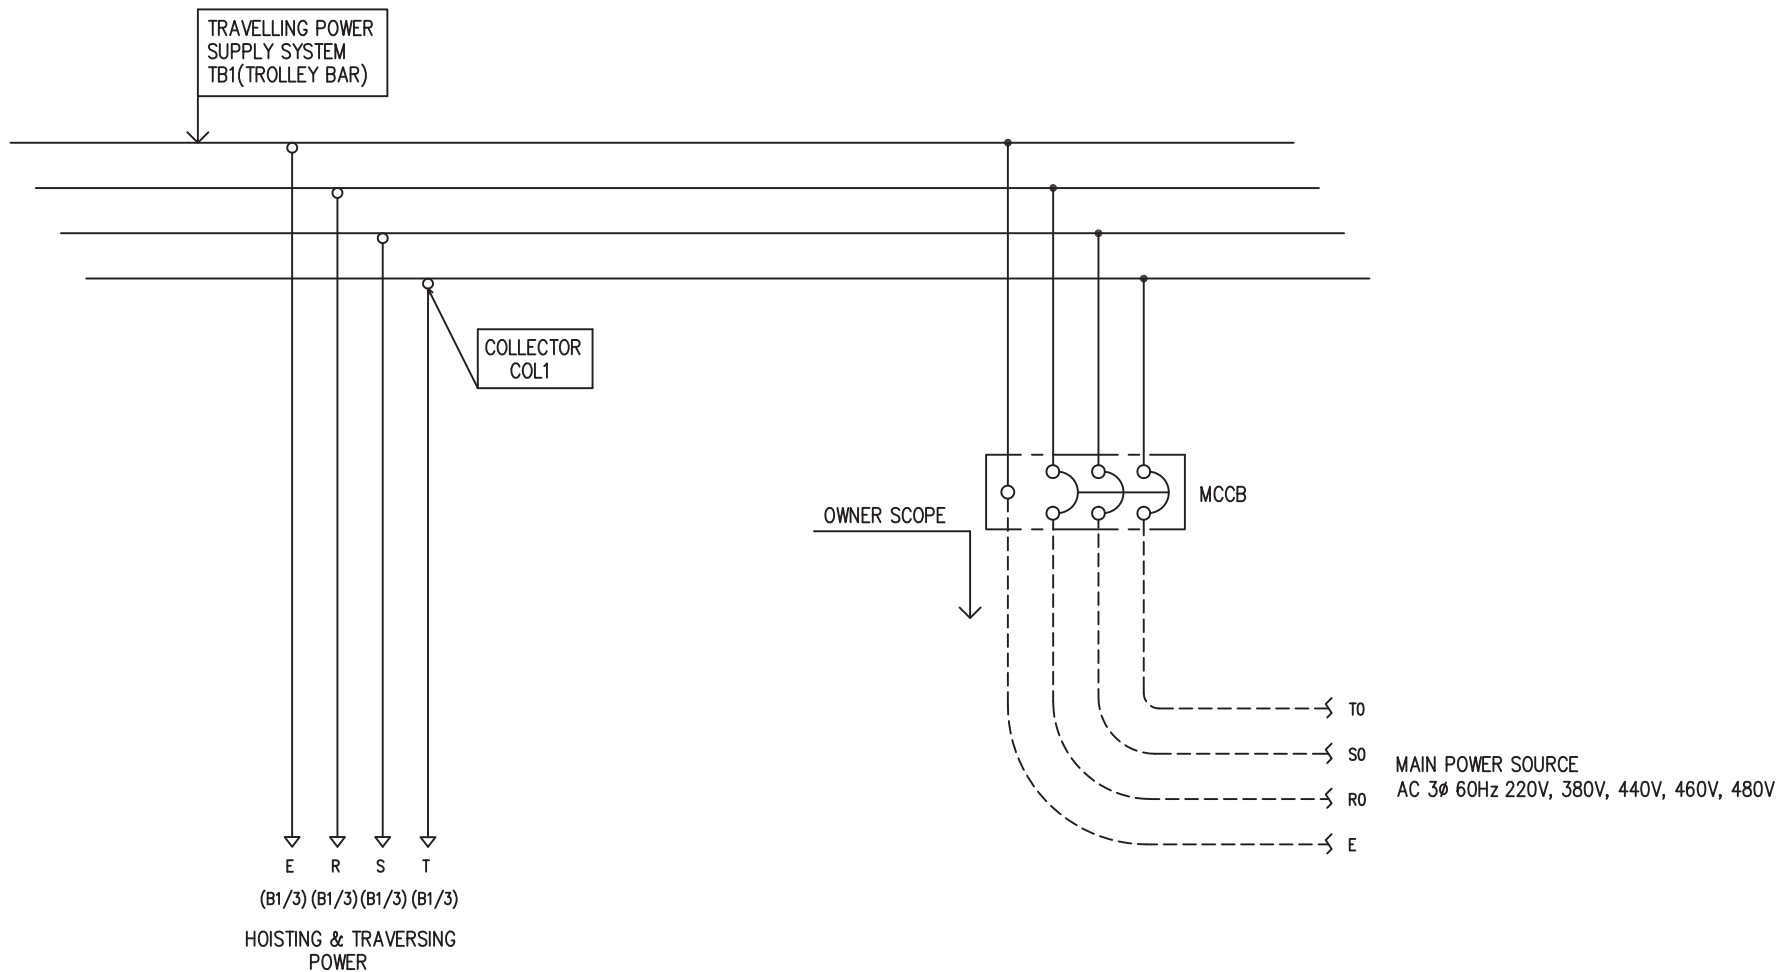 TRAVELLING POWER
SUPPLY SYSTEM
TB1(TROLLEY BAR)
COLLECTOR
COL1
MCCB
OWNER SCOPE
T0
S0
MAIN POWER SOURCE
AC 3ø 60Hz 220V, 380V, 440V, 460V, 480V
R0
E
E R S T
(B1/3) (B1/3) (B1/3) (B1/3)
HOISTING & TRAVERSING
POWER